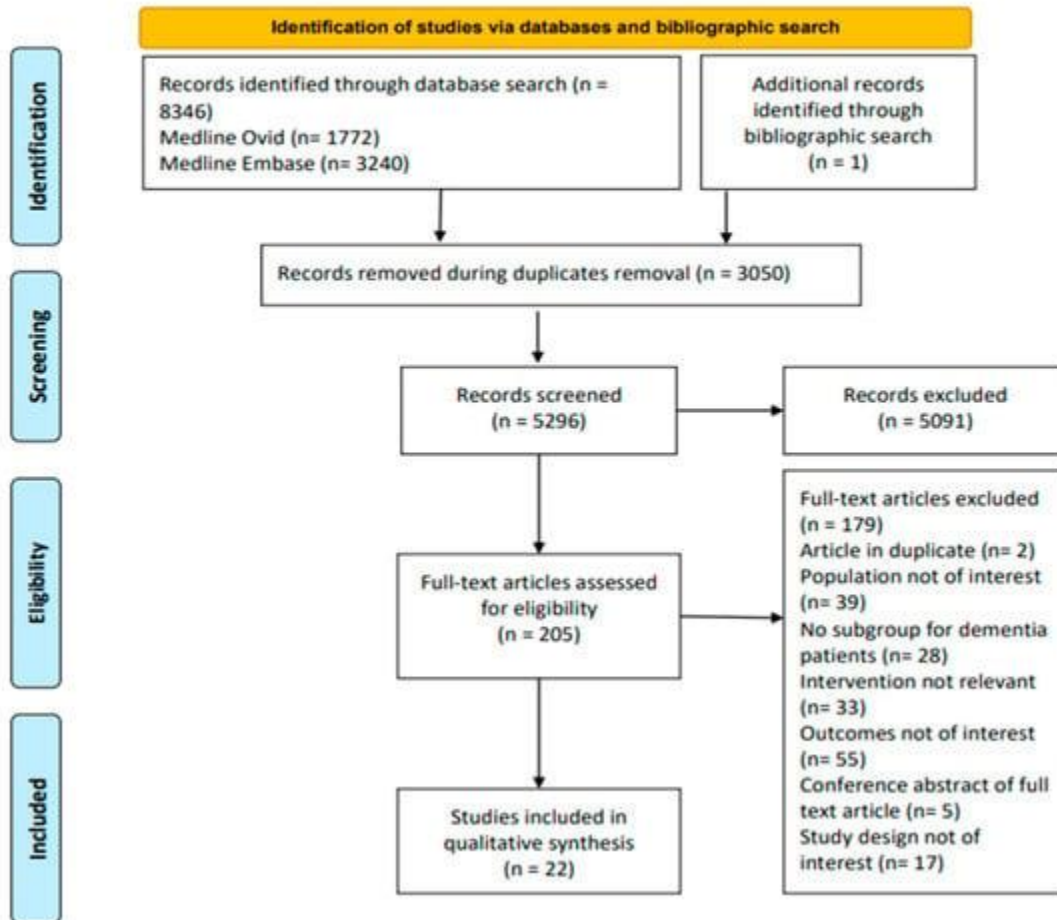 Identification of studies via databases and bibliographic search
Identification
Records identified through database search (n =
8346)
Medline Ovid (n= 1772)
Medline Embase (n= 3240)
Additional records
identified through
bibliographic search
(n = 1)
Records removed during duplicates removal (n = 3050)
Screening
Records screened
(n = 5296)
Records excluded
(n = 5091)
Eligibility
Full-text articles assessed
for eligibility
(n = 205)
Full-text articles excluded
(n = 179)
Article in duplicate (n= 2)
Population not of interest
(n= 39)
No subgroup for dementia
patients (n= 28)
Intervention not relevant
(n= 33)
Outcomes not of interest
(n= 55)
Conference abstract of full
text article (n= 5)
Study design not of
interest (n= 17)
Included
Studies included in
qualitative synthesis
(n = 22)